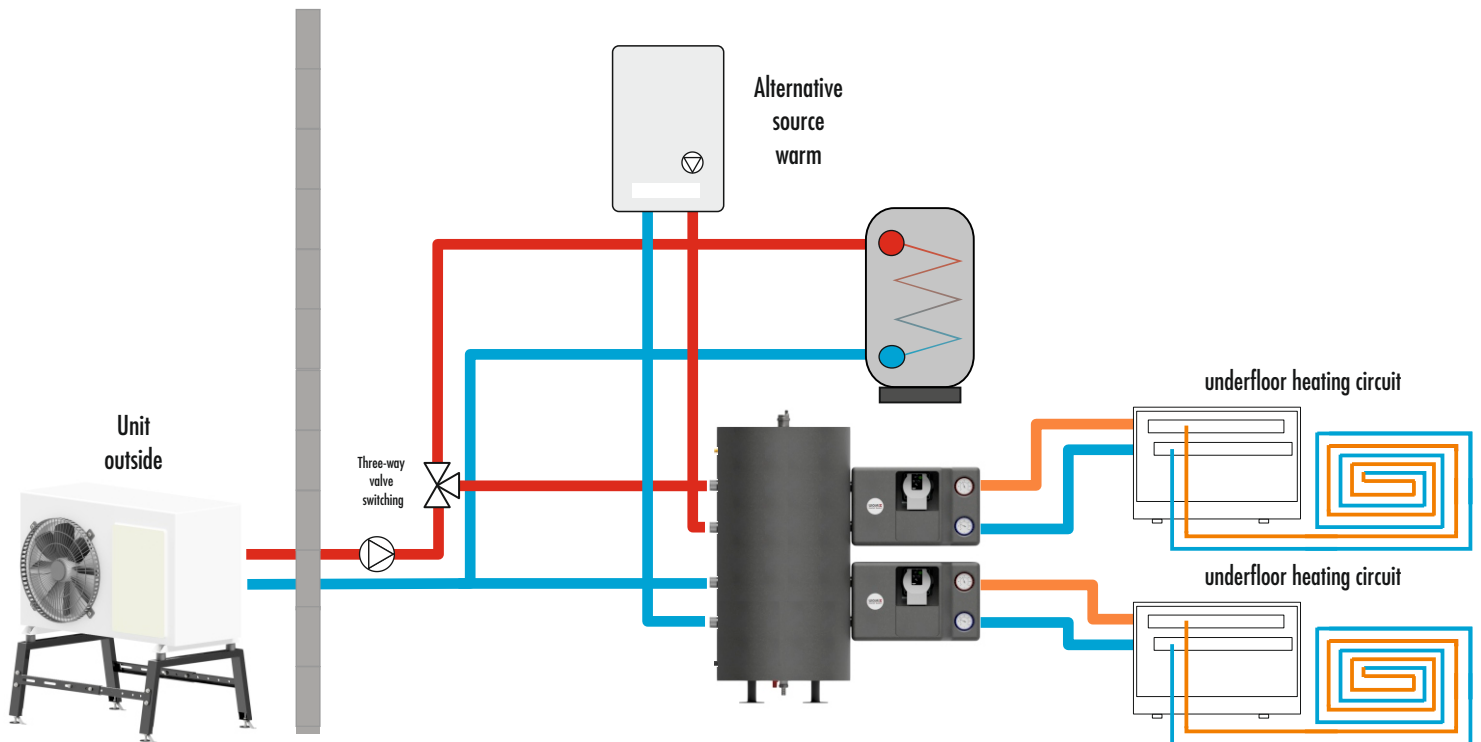 Alternative
source
warm
underfloor heating circuit
Unit
outside
Three-way
valve
switching
underfloor heating circuit